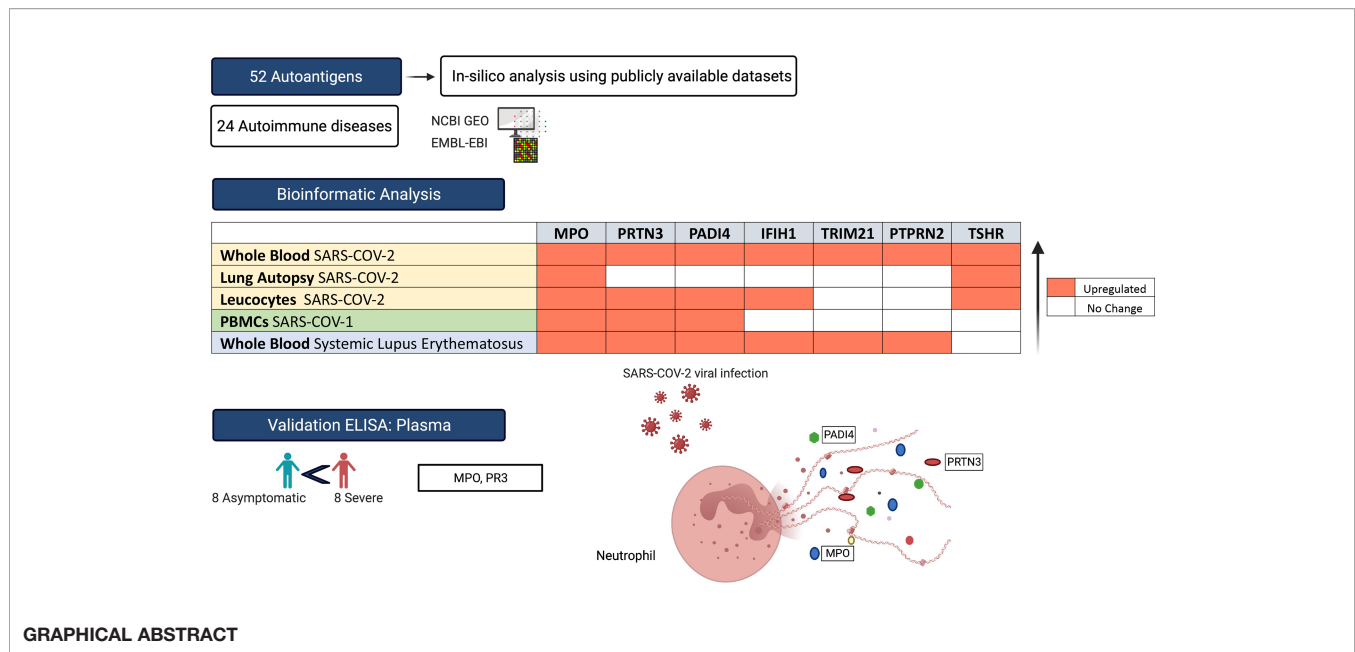 52 Autoantigens
In-silico analysis using publicly available datasets
24 Autoimmune diseases
NCBI GEO
EMBL-EBI
Bioinformatic Analysis
MPO PRTN3 PADI4 IFIH1 TRIM21 PTPRN2 TSHR
Whole Blood SARS-COV-2
Lung Autopsy SARS-COV-2
Leucocytes SARS-COV-2
PBMCs SARS-COV-1
Whole Blood Systemic Lupus Erythematosus
Upregulated
No Change
SARS-COV-2 viral infection
Validation ELISA: Plasma
<
8 Asymptomatic
8 Severe
MPO, PR3
PADI4
PRTN3
MPO
Neutrophil
GRAPHICAL ABSTRACT